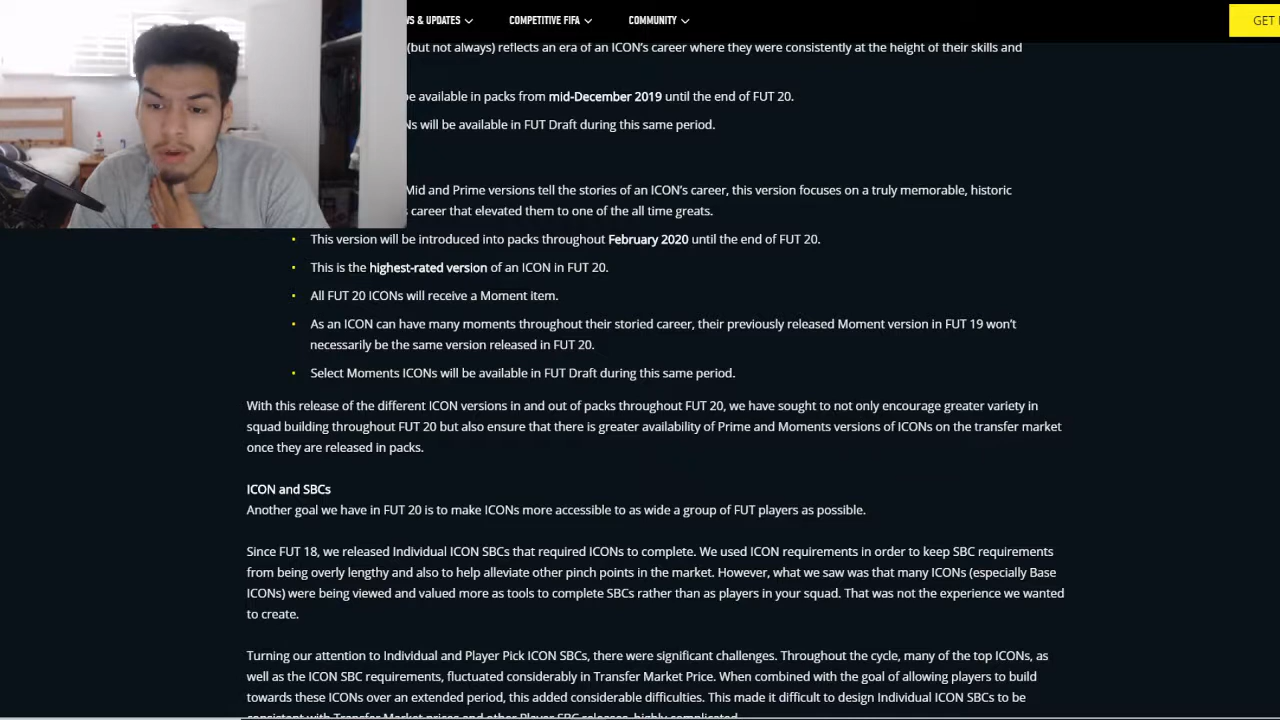 WS & UPDATES COMPETITIVE FIFA COMMUNITY GET
(but not always) reflects an era of an ICON's career where they were consistently at the height of their skills and
be available in packs from mid-December 2019 until the end of FUT 20.
Ns will be available in FUT Draft during this same period.
Mid and Prime versions tell the stories of an ICON's career, this version focuses on a truly memorable, historic
career that elevated them to one of the all time greats.
• This version will be introduced into packs throughout February 2020 until the end of FUT 20.
• This is the highest-rated version of an ICON in FUT 20.
• All FUT 20 ICONs will receive a Moment item.
• As an ICON can have many moments throughout their storied career, their previously released Moment version in FUT 19 won't
necessarily be the same version released in FUT 20.
• Select Moments ICONs will be available in FUT Draft during this same period.
With this release of the different ICON versions in and out of packs throughout FUT 20, we have sought to not only encourage greater variety in
squad building throughout FUT 20 but also ensure that there is greater availability of Prime and Moments versions of ICONs on the transfer market
once they are released in packs.
ICON and SBCs
Another goal we have in FUT 20 is to make ICONs more accessible to as wide a group of FUT players as possible.
Since FUT 18, we released Individual ICON SBCs that required ICONs to complete. We used ICON requirements in order to keep SBC requirements
from being overly lengthy and also to help alleviate other pinch points in the market. However, what we saw was that many ICONs (especially Base
ICONs) were being viewed and valued more as tools to complete SBCs rather than as players in your squad. That was not the experience we wanted
to create.
Turning our attention to Individual and Player Pick ICON SBCs, there were significant challenges. Throughout the cycle, many of the top ICONs, as
well as the ICON SBC requirements, fluctuated considerably in Transfer Market Price. When combined with the goal of allowing players to build
towards these ICONs over an extended period, this added considerable difficulties. This made it difficult to design Individual ICON SBCs to be
consistent with Transfer Market prices and other Player SBC releases, highly complicated.